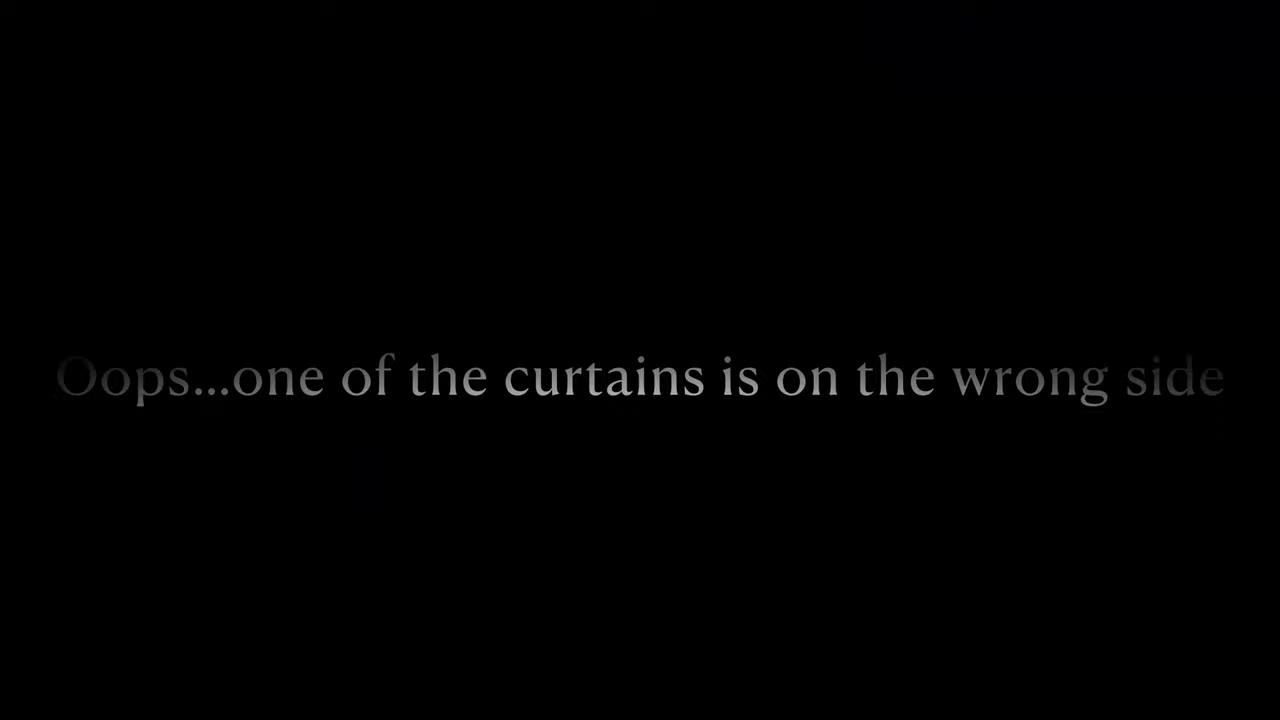 Oops...one of the curtains is on the wrong side